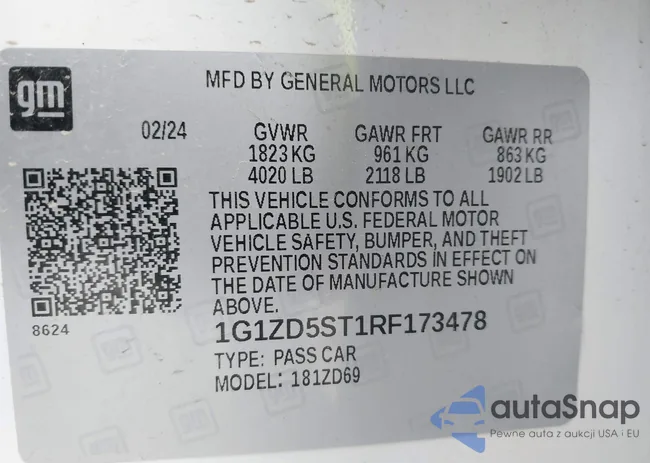 gm
MFD BY GENERAL MOTORS LLC
02/24 GVWR GAWR FRT GAWR RR
1823 KG 961 KG 863 KG
4020 LB 2118 LB 1902 LB
THIS VEHICLE CONFORMS TO ALL
APPLICABLE U.S. FEDERAL MOTOR
VEHICLE SAFETY, BUMPER, AND THEFT
PREVENTION STANDARDS IN EFFECT ON
THE DATE OF MANUFACTURE SHOWN
ABOVE.
8624
1G1ZD5ST1RF173478
TYPE: PASS CAR
MODEL: 181ZD69
autaSnap
Pewne auta z aukcji USA i EU